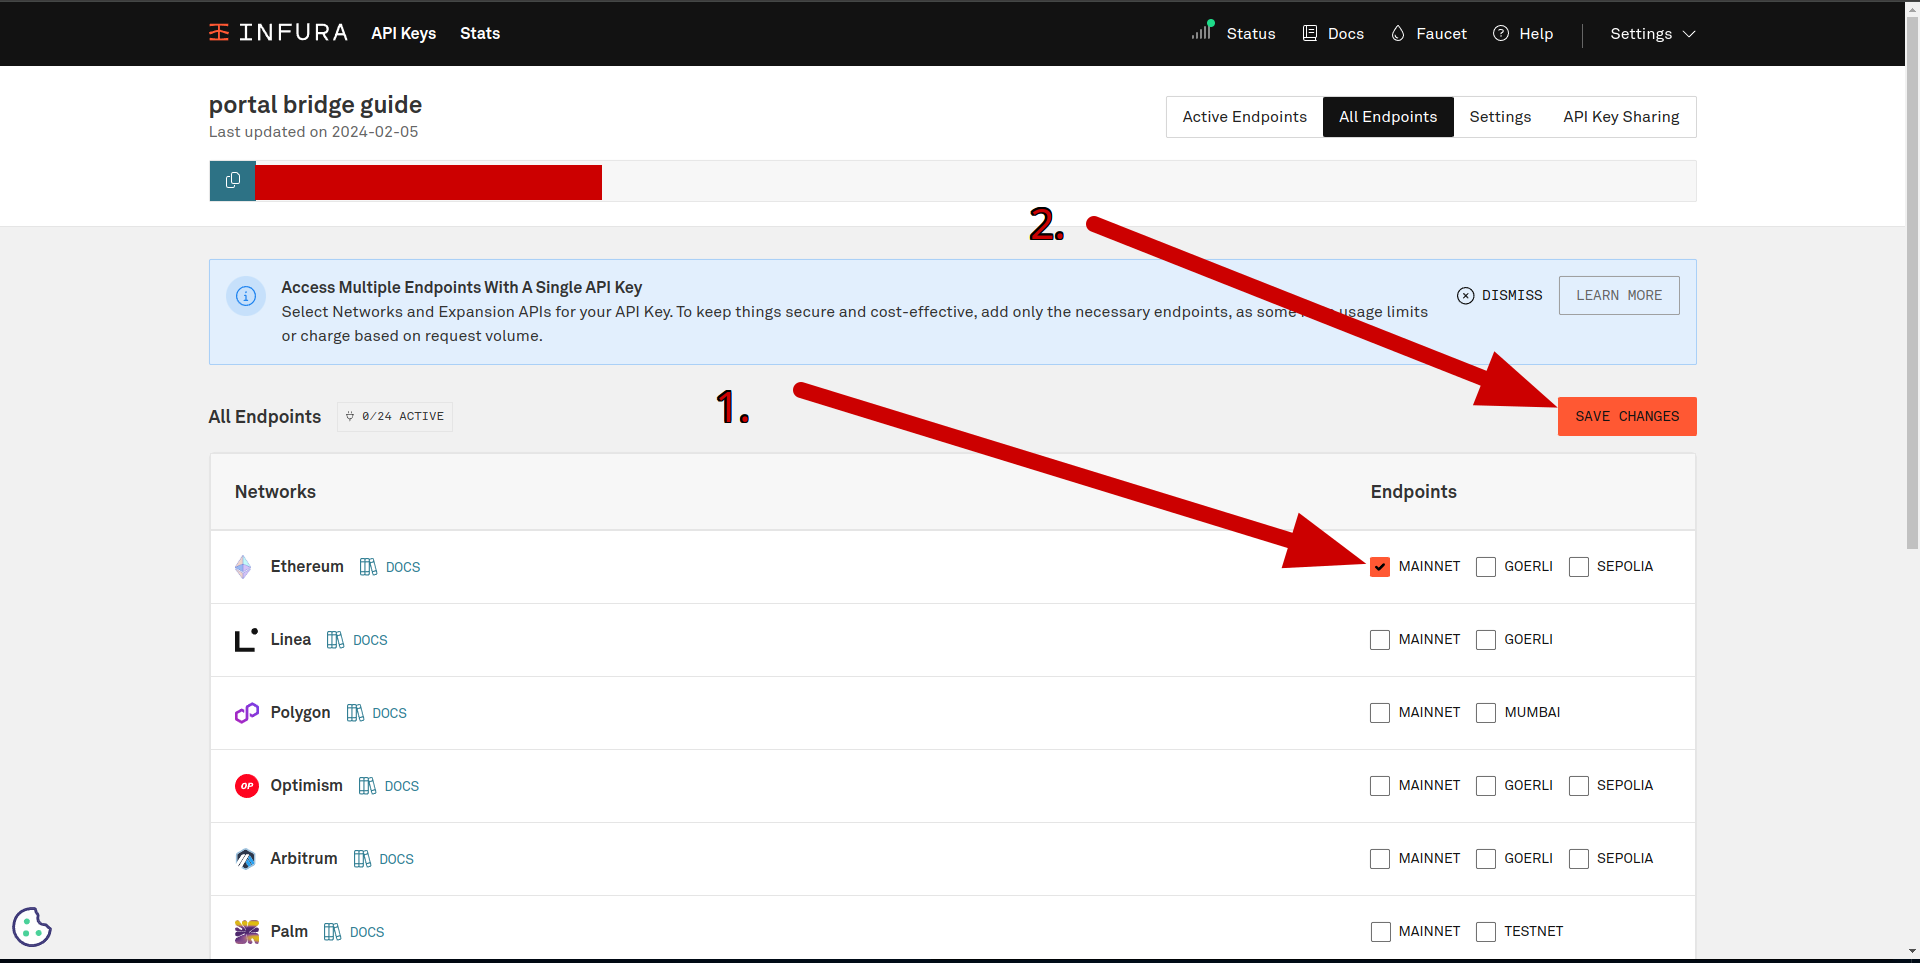 INFURA API Keys Stats Status Docs Faucet Help Settings
portal bridge guide
Last updated on 2024-02-05
Active Endpoints All Endpoints Settings API Key Sharing
2.
Access Multiple Endpoints With A Single API Key
Select Networks and Expansion APIs for your API Key. To keep things secure and cost-effective, add only the necessary endpoints, as some usage limits
or charge based on request volume.
DISMISS LEARN MORE
1.
All Endpoints 0/24 ACTIVE SAVE CHANGES
Networks Endpoints
Ethereum DOCS MAINNET GOERLI SEPOLIA
Linea DOCS MAINNET GOERLI
Polygon DOCS MAINNET MUMBAI
OP Optimism DOCS MAINNET GOERLI SEPOLIA
Arbitrum DOCS MAINNET GOERLI SEPOLIA
Palm DOCS MAINNET TESTNET